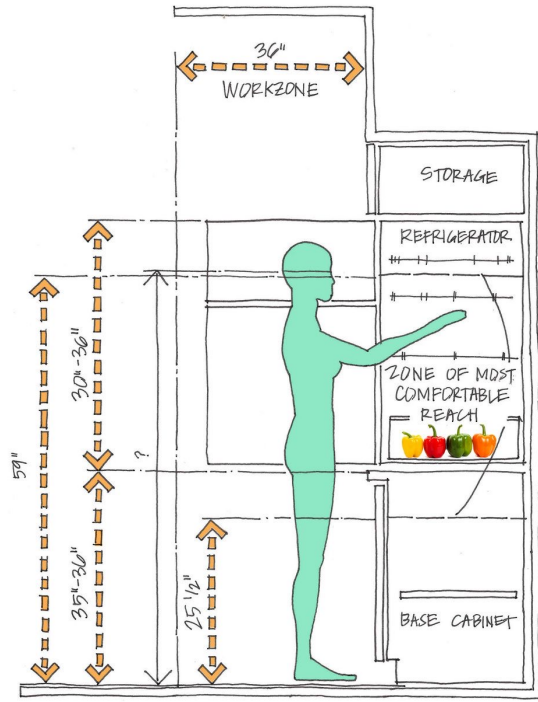 36"
WORKZONE
STORAGE
REFRIGERATOR
30"-36"
ZONE OF MOST
COMFORTABLE
REACH
?
59"
35"-36"
25 1/2"
BASE CABINET